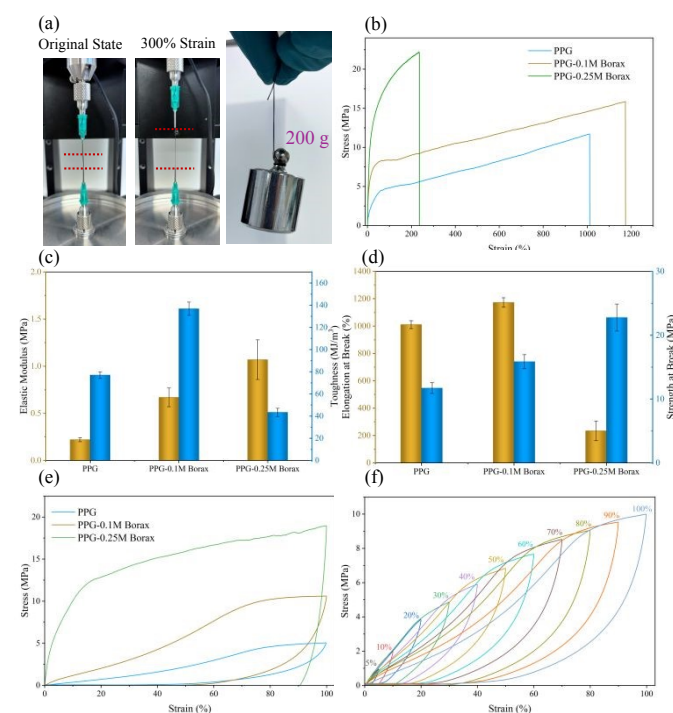 (a)
Original State
300% Strain
200 g
(b)
PPG
PPG-0.1M Borax
PPG-0.25M Borax
Stress (MPa)
20
15
10
5
0
0
200
400
600
800
1000
1200
Strain (%)
(c)
Elastic Modulus (MPa)
2.0
1.5
1.0
0.5
0.0
Toughness (MJ/m³)
160
140
120
100
80
60
40
20
0
PPG
PPG-0.1M Borax
PPG-0.25M Borax
(d)
Elongation at Break (%)
1400
1200
1000
800
600
400
200
0
Strength at Break (MPa)
30
20
10
0
PPG
PPG-0.1M Borax
PPG-0.25M Borax
(e)
PPG
PPG-0.1M Borax
PPG-0.25M Borax
Stress (MPa)
20
15
10
5
0
0
20
40
60
80
100
Strain (%)
(f)
Stress (MPa)
10
8
6
4
2
0
5%
10%
20%
30%
40%
50%
60%
70%
80%
90%
100%
0
20
40
60
80
100
Strain (%)